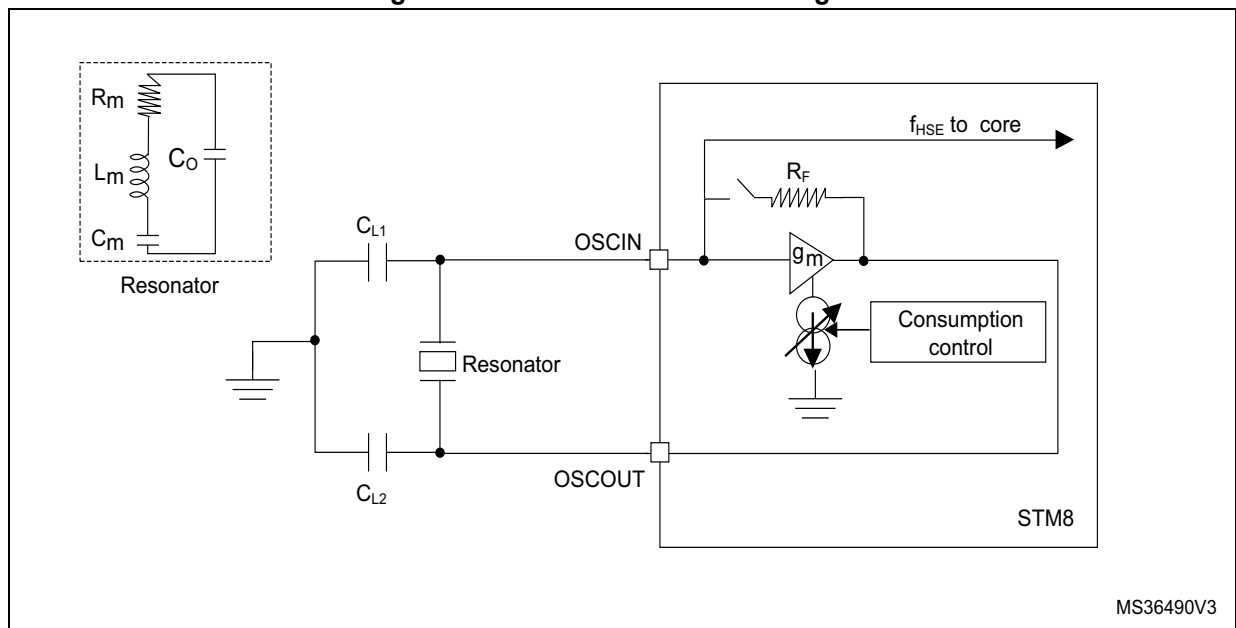 Rm
Lm
Cm
CO
Resonator
CL1
CL2
Resonator
OSCIN
OSCOUT
fHSE to core
RF
gm
Consumption
control
STM8
MS36490V3